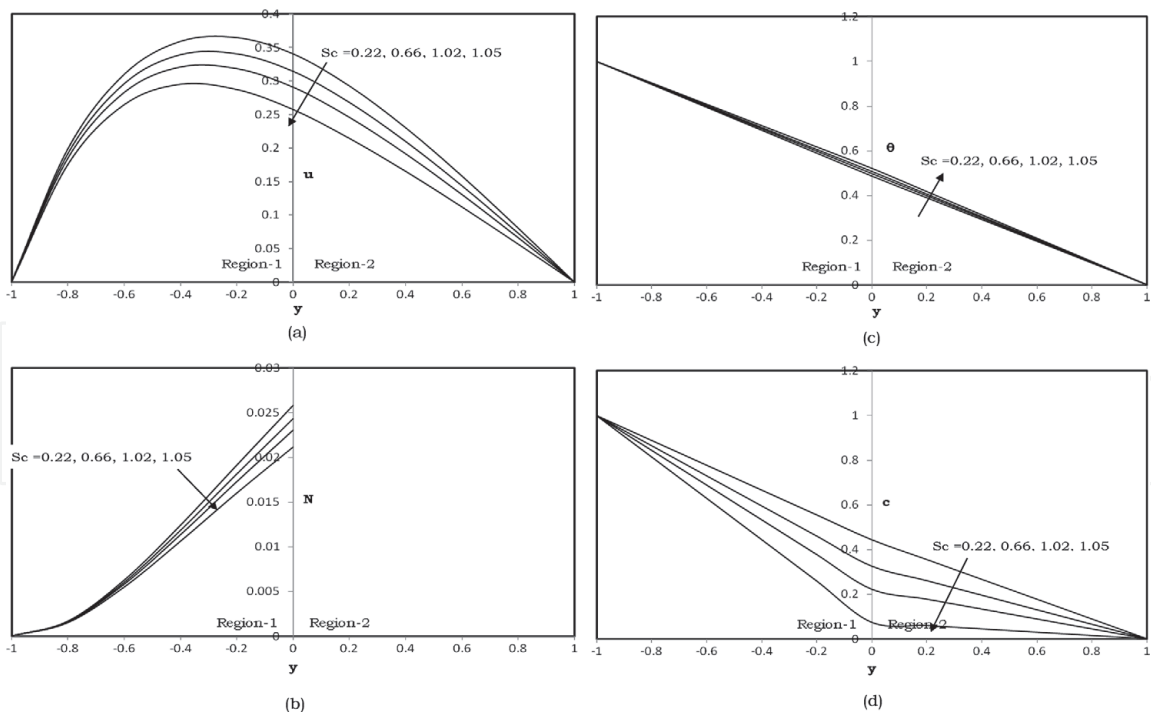 0.4
0.35
Sc =0.22, 0.66, 1.02, 1.05
0.3
0.25
0.2
u
0.15
0.1
0.05
Region-1 Region-2
0
-1 -0.8 -0.6 -0.4 -0.2 0 0.2 0.4 0.6 0.8 1
y
(a)
1.2
1
0.8
θ
0.6
Sc =0.22, 0.66, 1.02, 1.05
0.4
0.2
Region-1 Region-2
0
-1 -0.8 -0.6 -0.4 -0.2 0 0.2 0.4 0.6 0.8 1
y
(c)
0.03
0.025
Sc =0.22, 0.66, 1.02, 1.05
0.02
N
0.015
0.01
0.005
Region-1 Region-2
0
-1 -0.8 -0.6 -0.4 -0.2 0 0.2 0.4 0.6 0.8 1
y
(b)
1.2
1
0.8
c
0.6
Sc =0.22, 0.66, 1.02, 1.05
0.4
0.2
Region-1 Region-2
0
-1 -0.8 -0.6 -0.4 -0.2 0 0.2 0.4 0.6 0.8 1
y
(d)